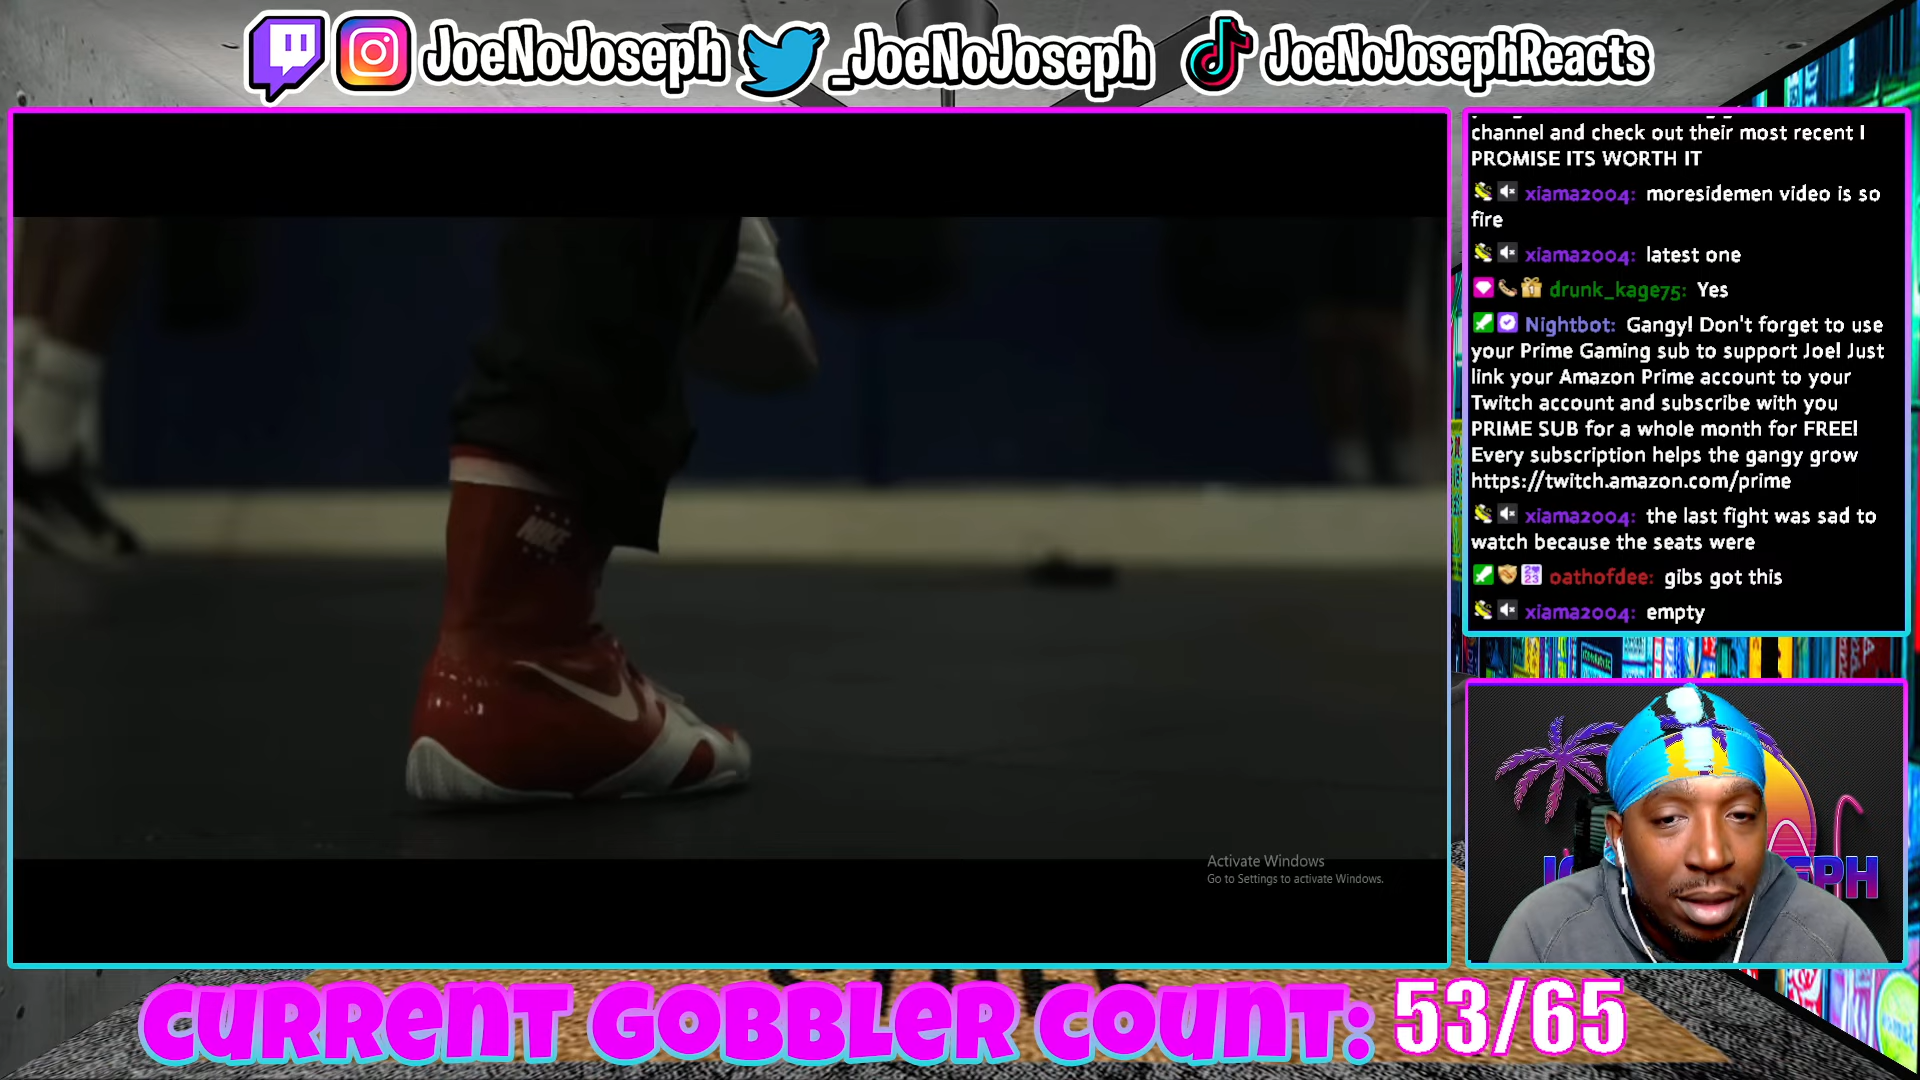 JoeNoJoseph _JoeNoJoseph JoeNoJosephReacts
channel and check out their most recent I
PROMISE ITS WORTH IT
xiama2004: moresidemen video is so
fire
xiama2004: latest one
drunk_kage75: Yes
Nightbot: Gangy! Don't forget to use
your Prime Gaming sub to support Joe! Just
link your Amazon Prime account to your
Twitch account and subscribe with you
PRIME SUB for a whole month for FREE!
Every subscription helps the gangy grow
https://twitch.amazon.com/prime
xiama2004: the last fight was sad to
watch because the seats were
oathofdee: gibs got this
xiama2004: empty
NIKE
Activate Windows
Go to Settings to activate Windows.
CURRENT GOBBLER COUNT: 53/65